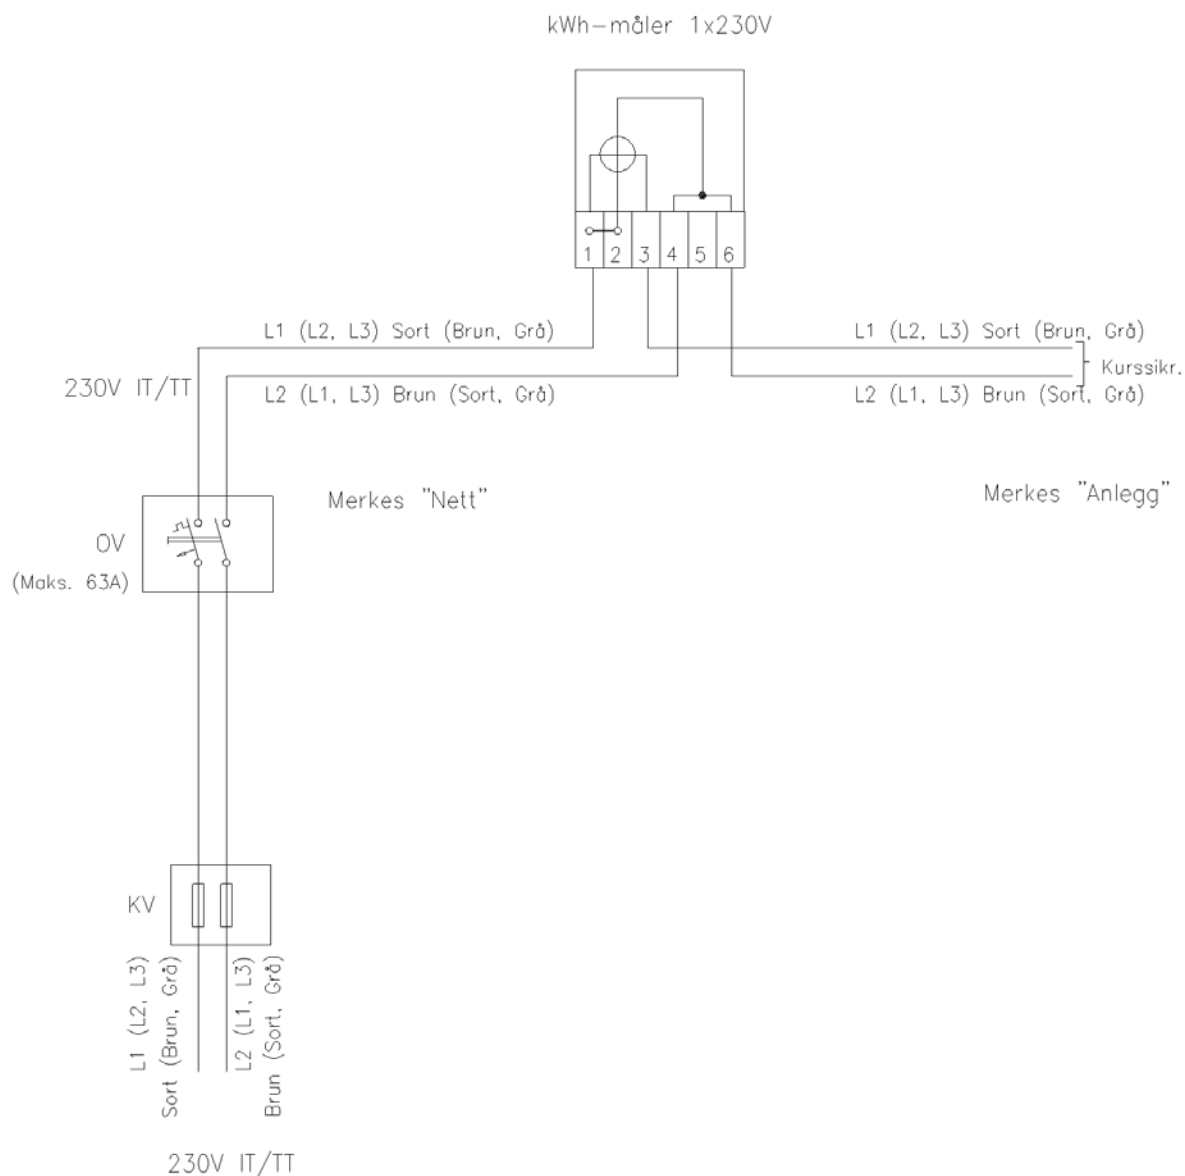 kWh-måler 1x230V
1 2 3 4 5 6
L1 (L2, L3) Sort (Brun, Grå)
L1 (L2, L3) Sort (Brun, Grå)
Kurssikr.
230V IT/TT
L2 (L1, L3) Brun (Sort, Grå)
L2 (L1, L3) Brun (Sort, Grå)
Merkes "Nett"
Merkes "Anlegg"
OV
(Maks. 63A)
KV
L1 (L2, L3)
Sort (Brun, Grå)
L2 (L1, L3)
Brun (Sort, Grå)
230V IT/TT